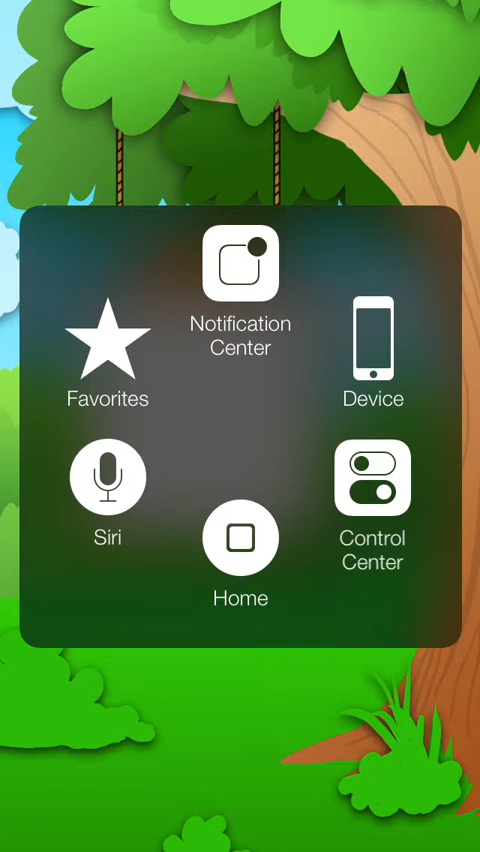 Notification
Center
Favorites
Device
Siri
Control
Center
Home